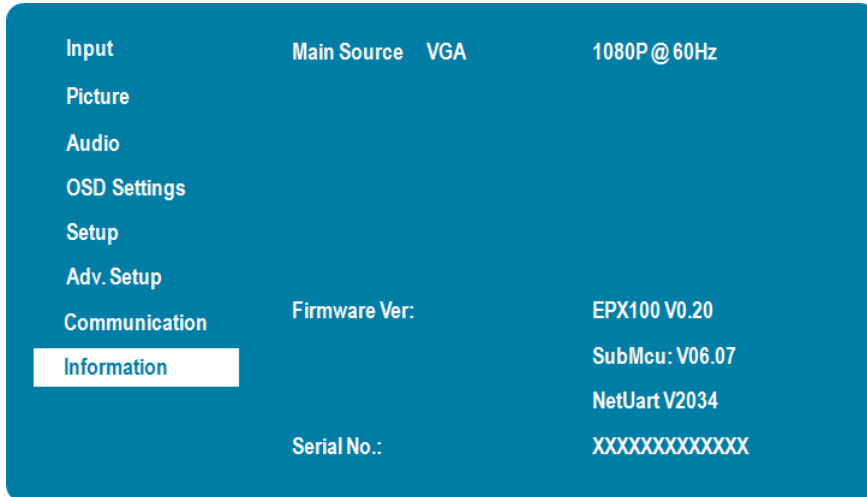 Input
Main Source VGA 1080P @ 60Hz
Picture
Audio
OSD Settings
Setup
Adv. Setup
Firmware Ver: EPX100 V0.20
Communication
SubMcu: V06.07
Information
NetUart V2034
Serial No.: XXXXXXXXXXXXX